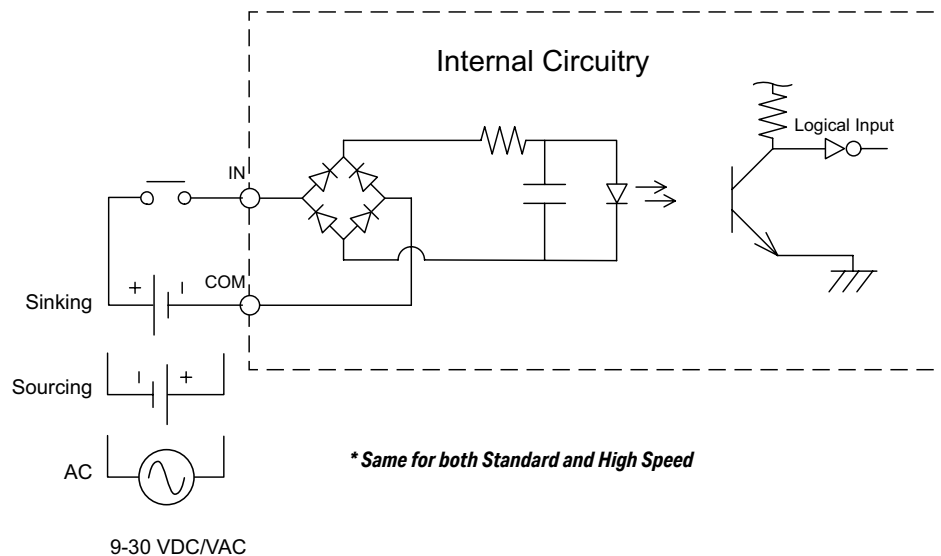 Internal Circuitry
Logical Input
IN
COM
+ –
Sinking
– +
Sourcing
AC
* Same for both Standard and High Speed
9-30 VDC/VAC